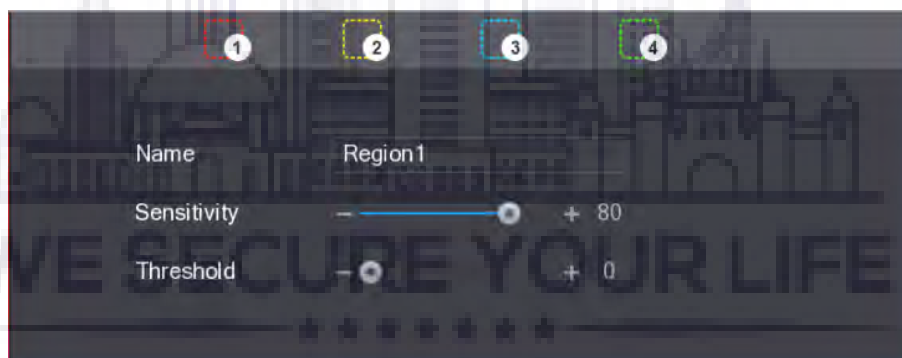 1 2 3 4
Name Region1
Sensitivity − + 80
Threshold − + 0
WE SECURE YOUR LIFE